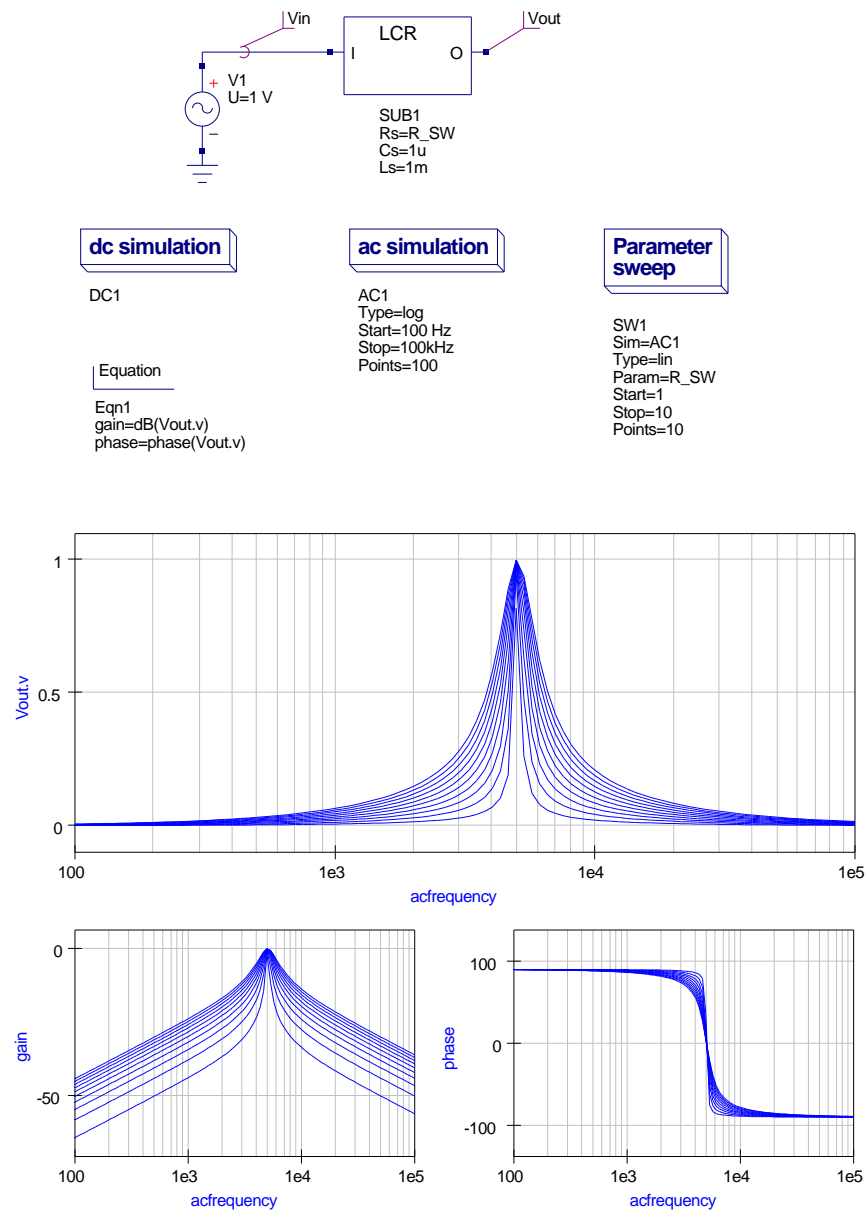 Vin
Vout
LCR
I
O
+
V1
U=1 V
–
SUB1
Rs=R_SW
Cs=1u
Ls=1m
dc simulation
DC1
ac simulation
AC1
Type=log
Start=100 Hz
Stop=100kHz
Points=100
Parameter
sweep
SW1
Sim=AC1
Type=lin
Param=R_SW
Start=1
Stop=10
Points=10
Equation
Eqn1
gain=dB(Vout.v)
phase=phase(Vout.v)
1
0.5
0
Vout.v
100
1e3
1e4
1e5
acfrequency
0
-50
gain
100
1e3
1e4
1e5
acfrequency
100
0
-100
phase
100
1e3
1e4
1e5
acfrequency